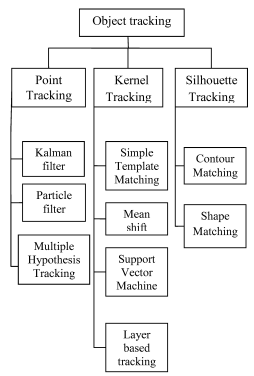 Object tracking
Point
Tracking
Kernel
Tracking
Silhouette
Tracking
Kalman
filter
Particle
filter
Multiple
Hypothesis
Tracking
Simple
Template
Matching
Mean
shift
Support
Vector
Machine
Layer
based
tracking
Contour
Matching
Shape
Matching